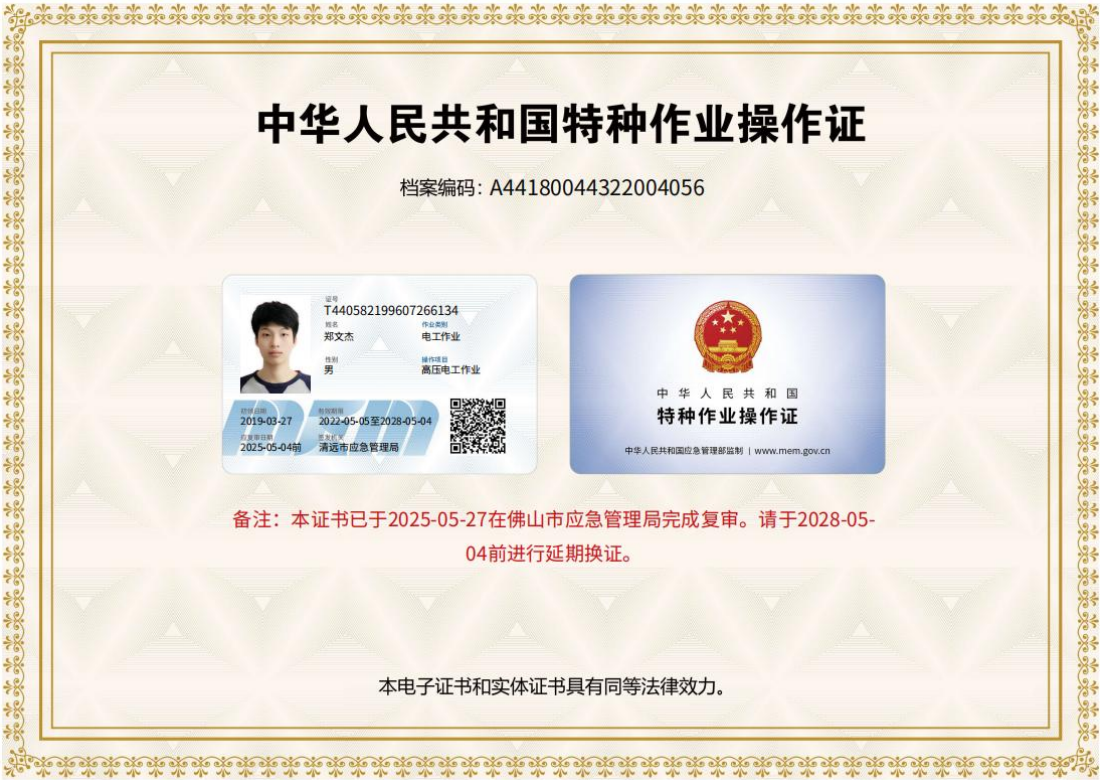 中华人民共和国特种作业操作证
档案编码：A44180044322004056
证号
T440582199607266134
姓名
作业类别
郑文杰
电工作业
性别
操作项目
男
高压电工作业
初领日期
有效期限
2019-03-27
2022-05-05至2028-05-04
应复审日期
签发机关
2025-05-04前
清远市应急管理局
中华人民共和国
特种作业操作证
中华人民共和国应急管理部监制 | www.mem.gov.cn
备注：本证书已于2025-05-27在佛山市应急管理局完成复审。请于2028-05-
04前进行延期换证。
本电子证书和实体证书具有同等法律效力。